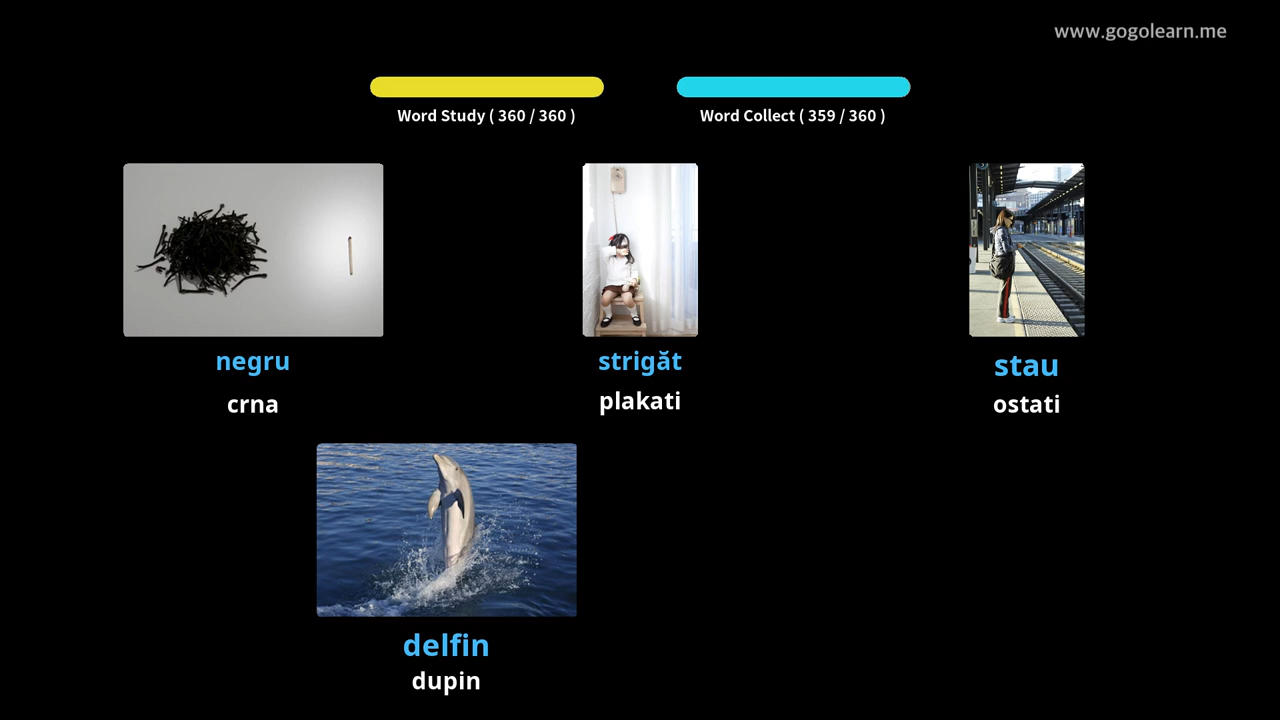 www.gogolearn.me
Word Study ( 360 / 360 )
Word Collect ( 359 / 360 )
negru
strigăt
stau
crna
plakati
ostati
delfin
dupin